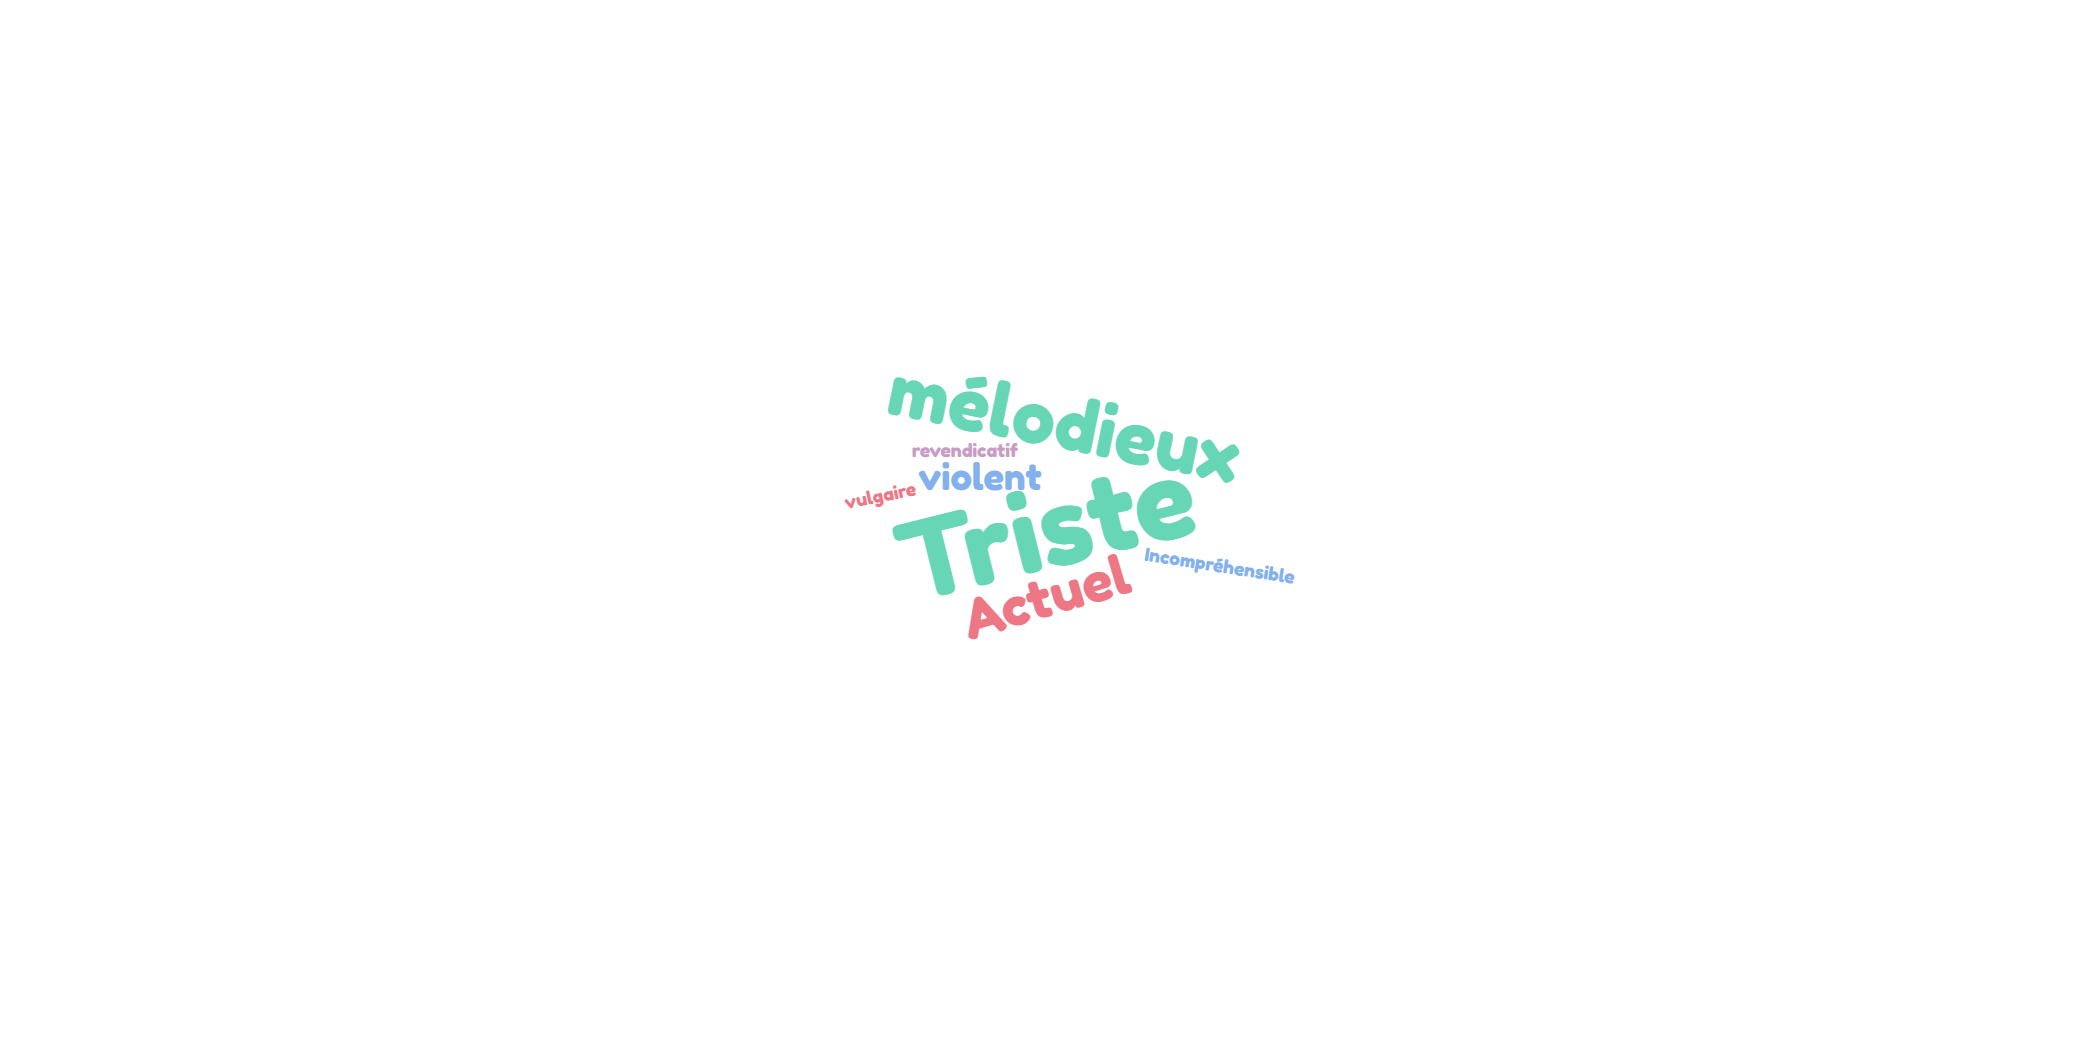 mélodieux
revendicatif
violent
vulgaire
Triste
Incompréhensible
Actuel